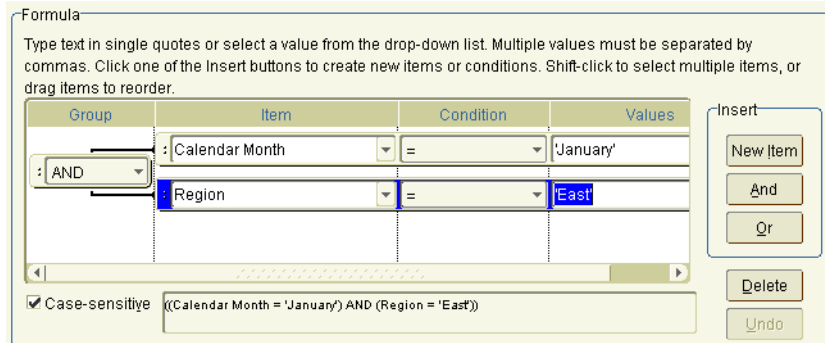 Formula
Type text in single quotes or select a value from the drop-down list. Multiple values must be separated by
commas. Click one of the Insert buttons to create new items or conditions. Shift-click to select multiple items, or
drag items to reorder.
Group Item Condition Values Insert
: Calendar Month = 'January' New Item
: AND
: Region = 'East' And
Or
Delete
Case-sensitive ((Calendar Month = 'January') AND (Region = 'East'))
Undo